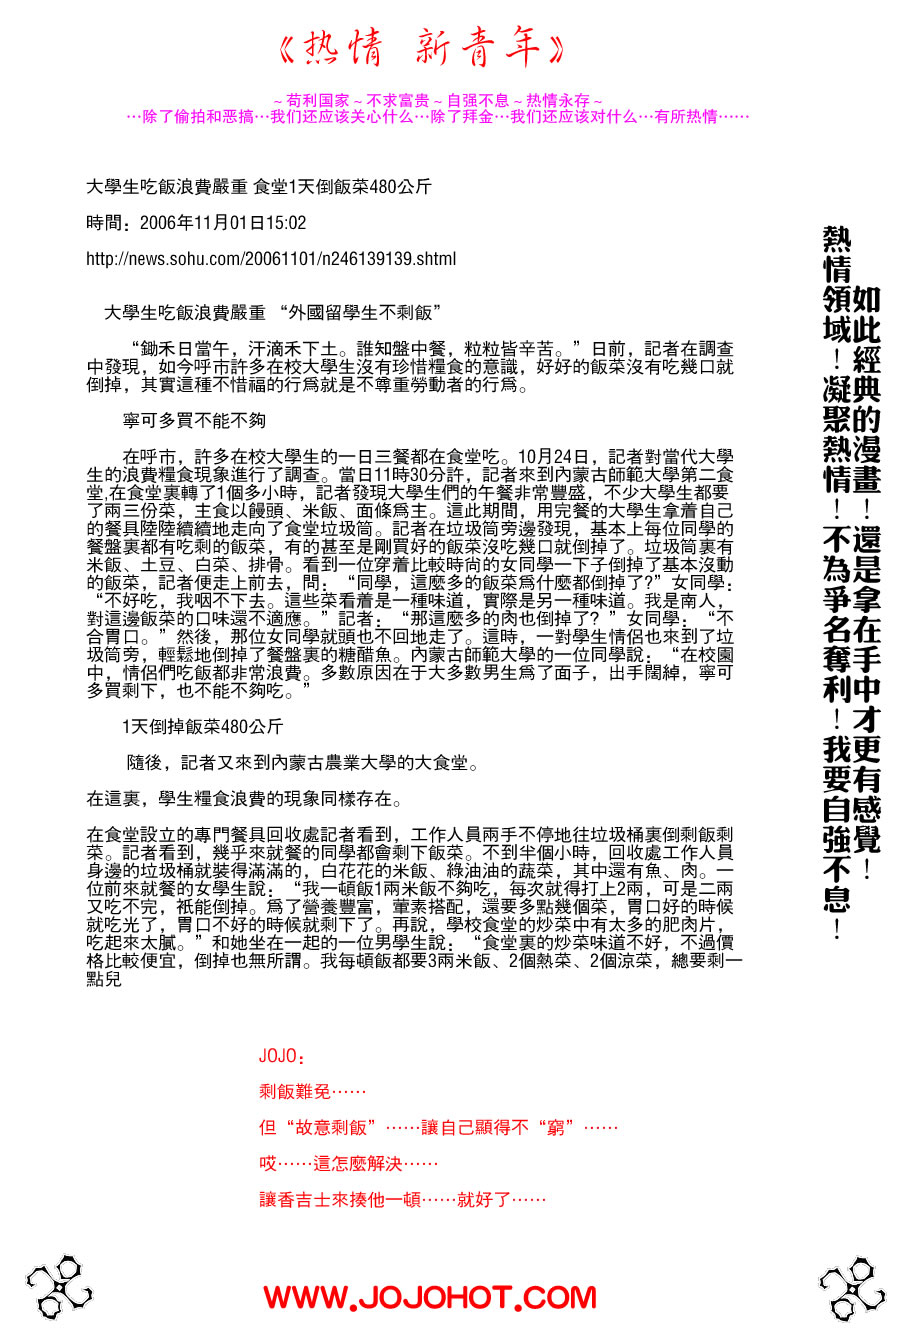 《热情 新青年》
~苟利国家~不求富贵~自强不息~热情永存~
…除了偷拍和恶搞…我们还应该关心什么…除了拜金…我们还应该对什么…有所热情……
大學生吃飯浪費嚴重 食堂1天倒飯菜480公斤
時間：2006年11月01日15:02
http://news.sohu.com/20061101/n246139139.shtml
大學生吃飯浪費嚴重 “外國留學生不剩飯”
“鋤禾日當午，汗滴禾下土。誰知盤中餐，粒粒皆辛苦。”日前，記者在調查
中發現，如今呼市許多在校大學生沒有珍惜糧食的意識，好好的飯菜沒有吃幾口就
倒掉，其實這種不惜福的行爲就是不尊重勞動者的行爲。
寧可多買不能不夠
在呼市，許多在校大學生的一日三餐都在食堂吃。10月24日，記者對當代大學
生的浪費糧食現象進行了調查。當日11時30分許，記者來到內蒙古師範大學第二食
堂,在食堂裏轉了1個多小時，記者發現大學生們的午餐非常豐盛，不少大學生都要
了兩三份菜，主食以饅頭、米飯、面條爲主。這此期間，用完餐的大學生拿着自己
的餐具陸陸續續地走向了食堂垃圾筒。記者在垃圾筒旁邊發現，基本上每位同學的
餐盤裏都有吃剩的飯菜，有的甚至是剛買好的飯菜沒吃幾口就倒掉了。垃圾筒裏有
米飯、土豆、白菜、排骨。看到一位穿着比較時尚的女同學一下子倒掉了基本沒動
的飯菜，記者便走上前去，問：“同學，這麼多的飯菜爲什麼都倒掉了?”女同學：
“不好吃，我咽不下去。這些菜看着是一種味道，實際是另一種味道。我是南人，
對這邊飯菜的口味還不適應。”記者：“那這麼多的肉也倒掉了? ”女同學：“不
合胃口。”然後，那位女同學就頭也不回地走了。這時，一對學生情侶也來到了垃
圾筒旁，輕鬆地倒掉了餐盤裏的糖醋魚。內蒙古師範大學的一位同學說：“在校園
中，情侶們吃飯都非常浪費。多數原因在于大多數男生爲了面子，出手闊綽，寧可
多買剩下，也不能不夠吃。”
1天倒掉飯菜480公斤
隨後，記者又來到內蒙古農業大學的大食堂。
在這裏，學生糧食浪費的現象同樣存在。
在食堂設立的專門餐具回收處記者看到，工作人員兩手不停地往垃圾桶裏倒剩飯剩
菜。記者看到，幾乎來就餐的同學都會剩下飯菜。不到半個小時，回收處工作人員
身邊的垃圾桶就裝得滿滿的，白花花的米飯、綠油油的蔬菜，其中還有魚、肉。一
位前來就餐的女學生說：“我一頓飯1兩米飯不夠吃，每次就得打上2兩，可是二兩
又吃不完，衹能倒掉。爲了營養豐富，葷素搭配，還要多點幾個菜，胃口好的時候
就吃光了，胃口不好的時候就剩下了。再說，學校食堂的炒菜中有太多的肥肉片，
吃起來太膩。”和她坐在一起的一位男學生說：“食堂裏的炒菜味道不好，不過價
格比較便宜，倒掉也無所謂。我每頓飯都要3兩米飯、2個熱菜、2個涼菜，總要剩一
點兒
如此經典的漫畫！還是拿在手中才更有感覺！
熱情領域！凝聚熱情！不為爭名奪利！我要自強不息！
JOJO：
剩飯難免……
但“故意剩飯”……讓自己顯得不“窮”……
哎……這怎麼解決……
讓香吉士來揍他一頓……就好了……
WWW.JOJOHOT.COM